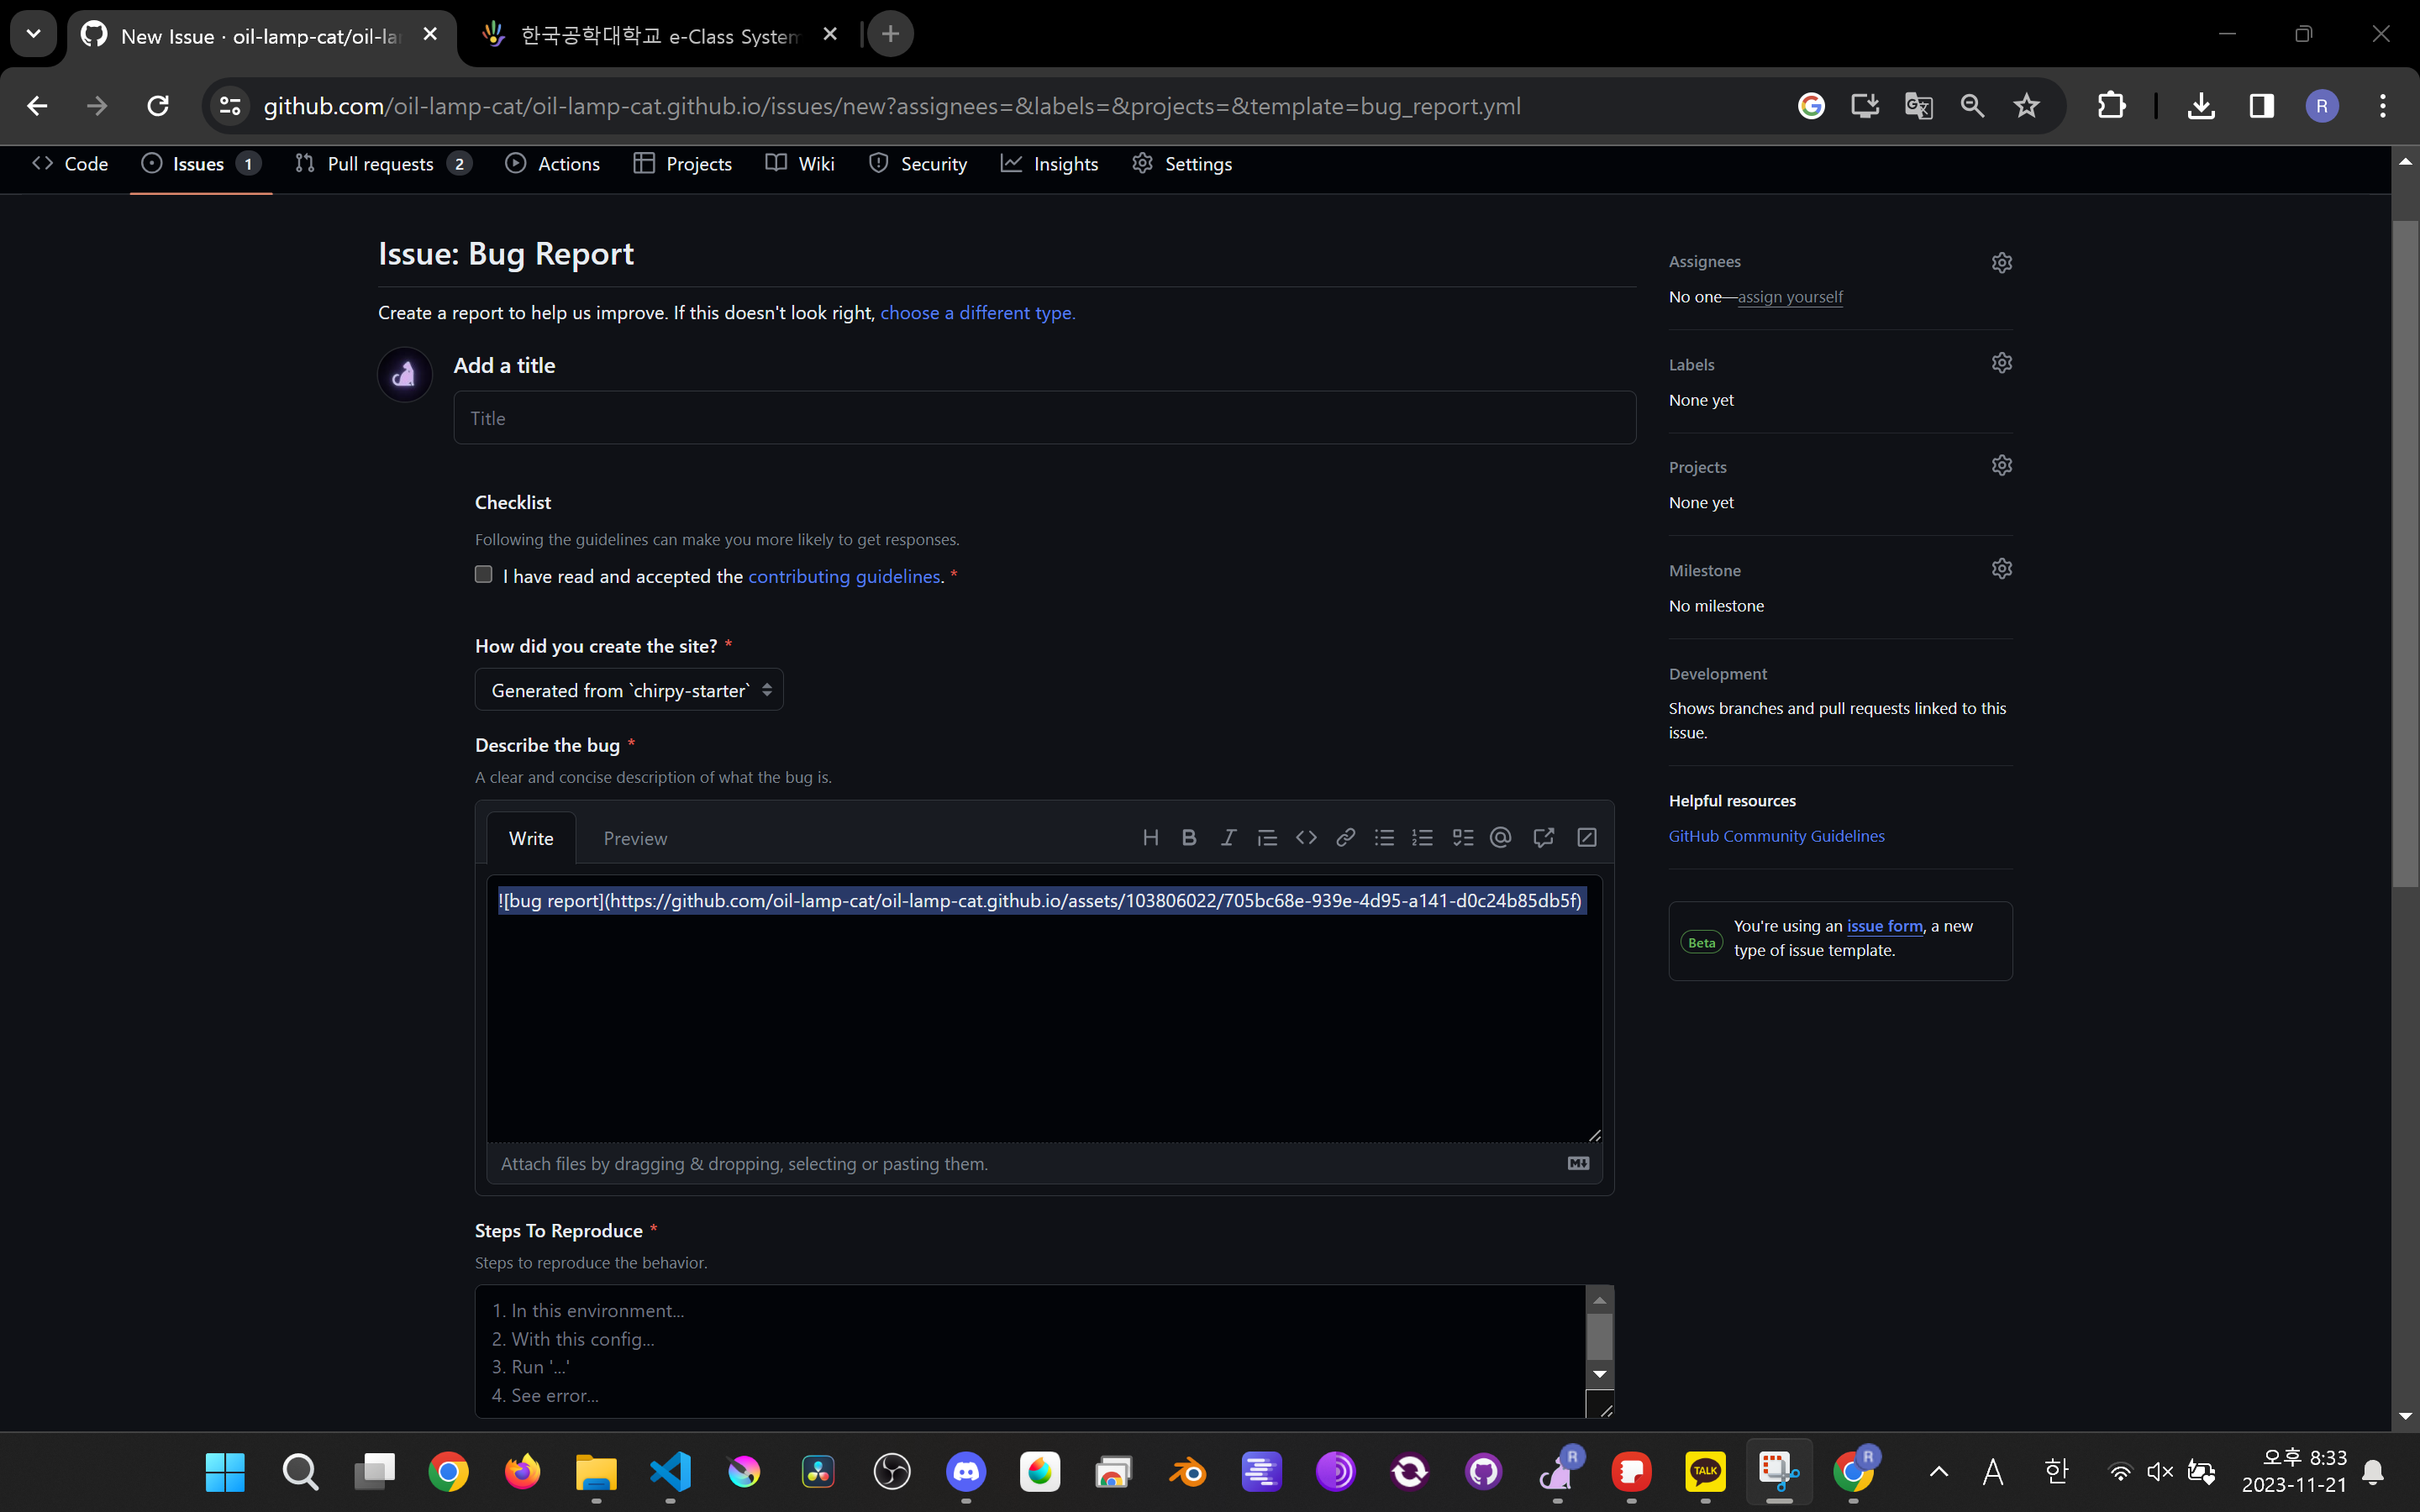 New Issue · oil-lamp-cat/oil-la
한국공학대학교 e-Class System
github.com/oil-lamp-cat/oil-lamp-cat.github.io/issues/new?assignees=&labels=&projects=&template=bug_report.yml
R
Code
Issues 1
Pull requests 2
Actions
Projects
Wiki
Security
Insights
Settings
Issue: Bug Report
Create a report to help us improve. If this doesn't look right, choose a different type.
Add a title
Title
Checklist
Following the guidelines can make you more likely to get responses.
I have read and accepted the contributing guidelines. *
How did you create the site? *
Generated from `chirpy-starter`
Describe the bug *
A clear and concise description of what the bug is.
Write
Preview
![bug report](https://github.com/oil-lamp-cat/oil-lamp-cat.github.io/assets/103806022/705bc68e-939e-4d95-a141-d0c24b85db5f)
Attach files by dragging & dropping, selecting or pasting them.
Steps To Reproduce *
Steps to reproduce the behavior.
1. In this environment...
2. With this config...
3. Run '...'
4. See error...
Assignees
No one—assign yourself
Labels
None yet
Projects
None yet
Milestone
No milestone
Development
Shows branches and pull requests linked to this
issue.
Helpful resources
GitHub Community Guidelines
Beta
You're using an issue form, a new
type of issue template.
TALK
R
R
A
한
오후 8:33
2023-11-21